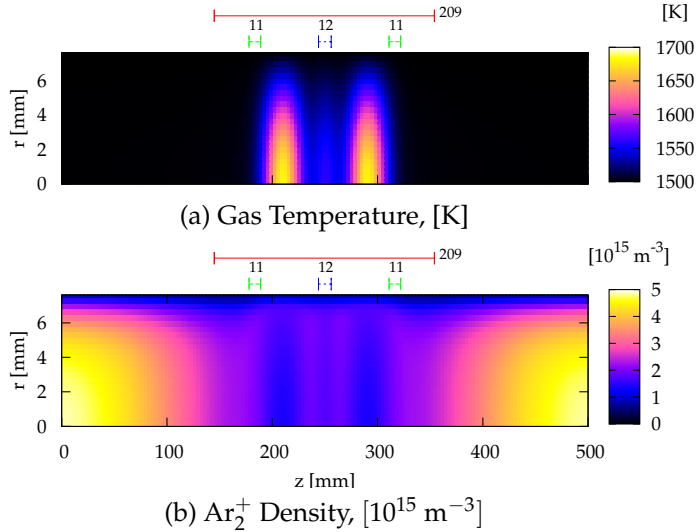 209
[K]
11 12 11
r [mm]
6
4
2
0
1700
1650
1600
1550
1500
(a) Gas Temperature, [K]
209
[10^15 m^-3]
11 12 11
r [mm]
6
4
2
0
5
4
3
2
1
0
0 100 200 300 400 500
z [mm]
(b) Ar₂⁺ Density, [10¹⁵ m⁻³]